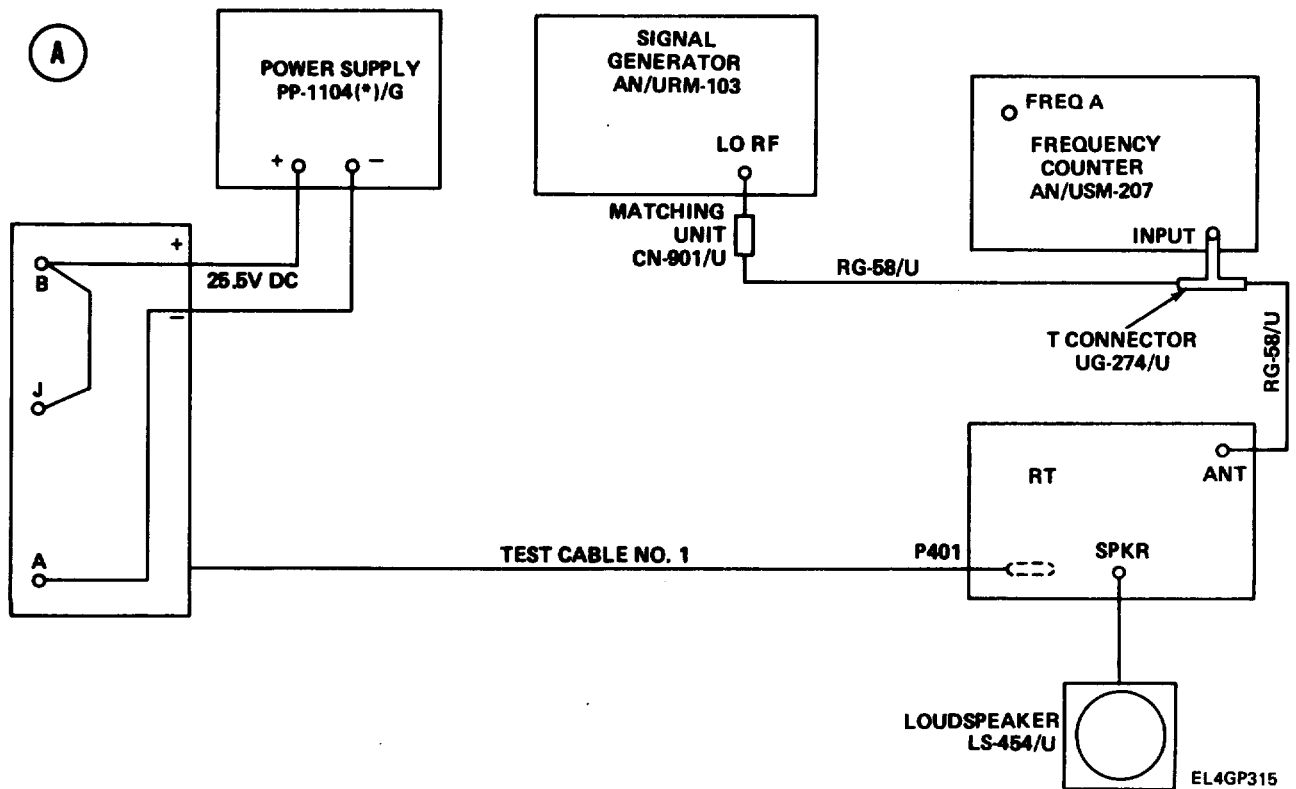 A
POWER SUPPLY
PP-1104(*)/G
+
–
SIGNAL
GENERATOR
AN/URM-103
LO RF
MATCHING
UNIT
CN-901/U
RG-58/U
FREQ A
FREQUENCY
COUNTER
AN/USM-207
INPUT
T CONNECTOR
UG-274/U
RG-58/U
+
B
25.5V DC
–
J
A
TEST CABLE NO. 1
P401
RT
ANT
SPKR
LOUDSPEAKER
LS-454/U
EL4GP315